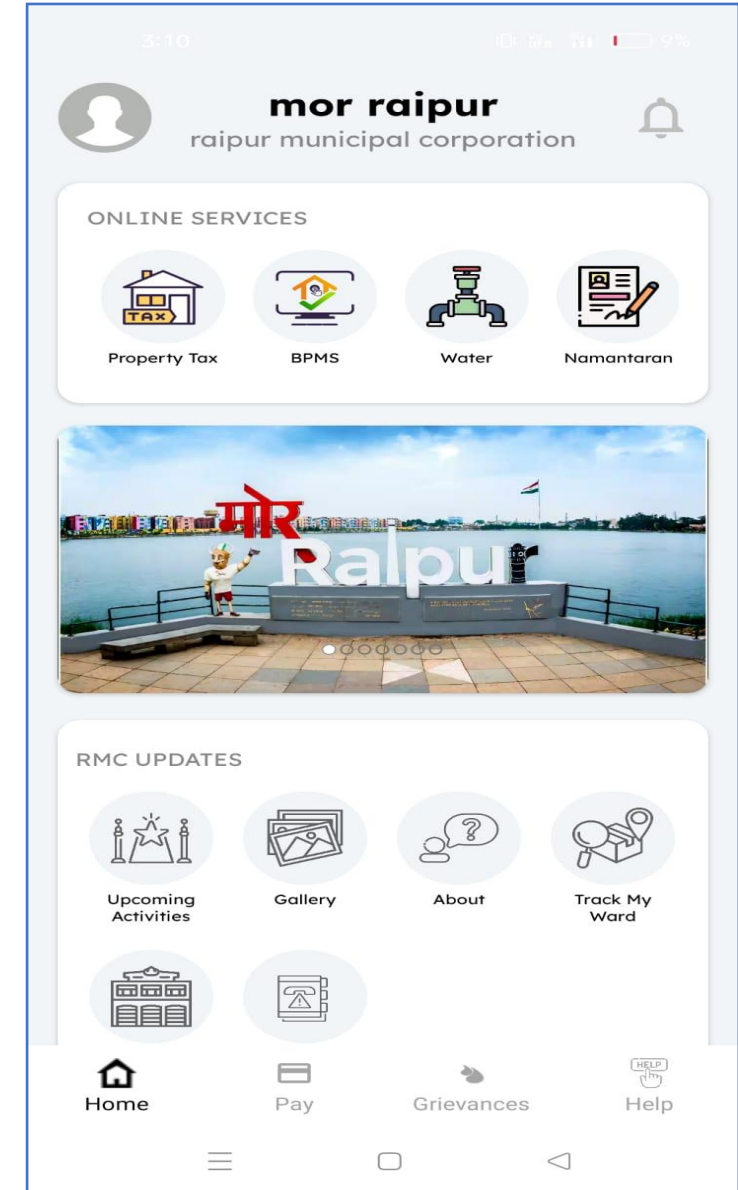 3:10
9%
mor raipur
raipur municipal corporation
ONLINE SERVICES
TAX
Property Tax
BPMS
Water
Namantaran
मोर
Raipur
RMC UPDATES
?
Upcoming
Activities
Gallery
About
Track My
Ward
HELP
Home
Pay
Grievances
Help